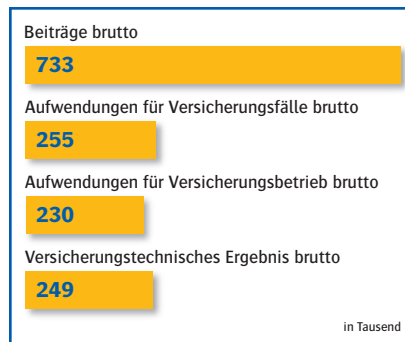 Beiträge brutto
733
Aufwendungen für Versicherungsfälle brutto
255
Aufwendungen für Versicherungsbetrieb brutto
230
Versicherungstechnisches Ergebnis brutto
249
in Tausend